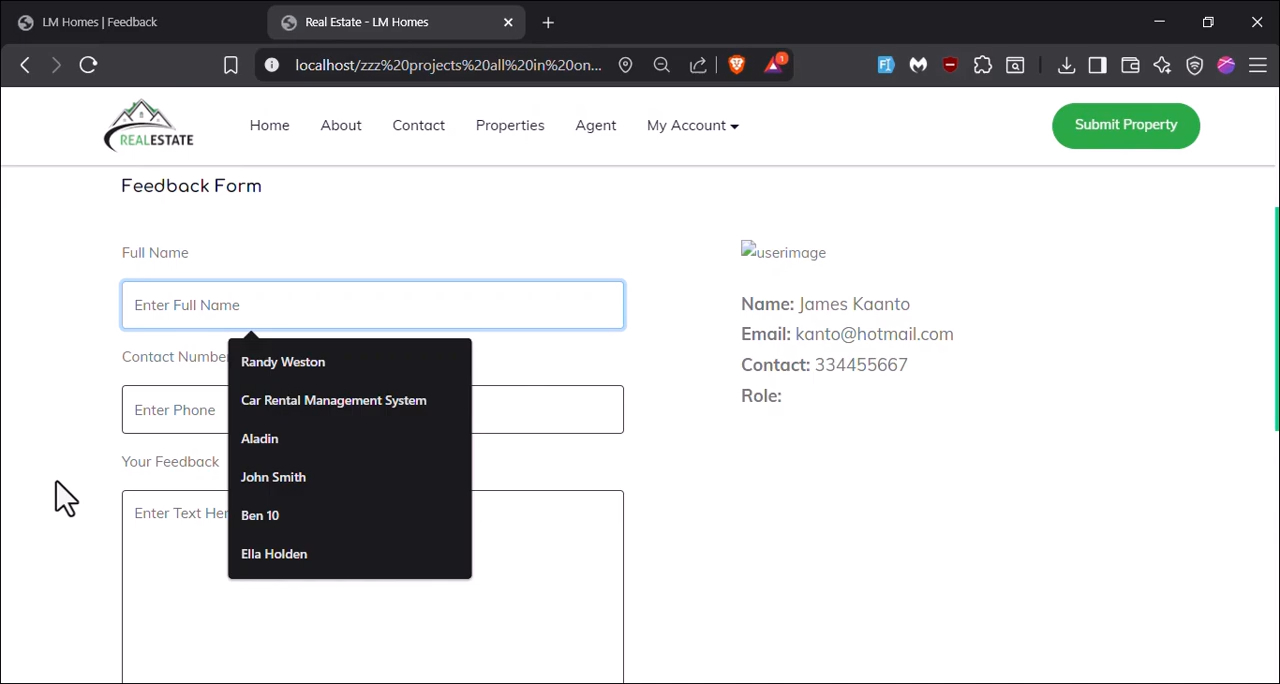 LM Homes | Feedback
Real Estate - LM Homes
localhost/zzz%20projects%20all%20in%20on...
1
REALESTATE
Home
About
Contact
Properties
Agent
My Account
Submit Property
Feedback Form
Full Name
Enter Full Name
Contact Number
Enter Phone
Your Feedback
Enter Text Her
Randy Weston
Car Rental Management System
Aladin
John Smith
Ben 10
Ella Holden
userimage
Name: James Kaanto
Email: kanto@hotmail.com
Contact: 334455667
Role: